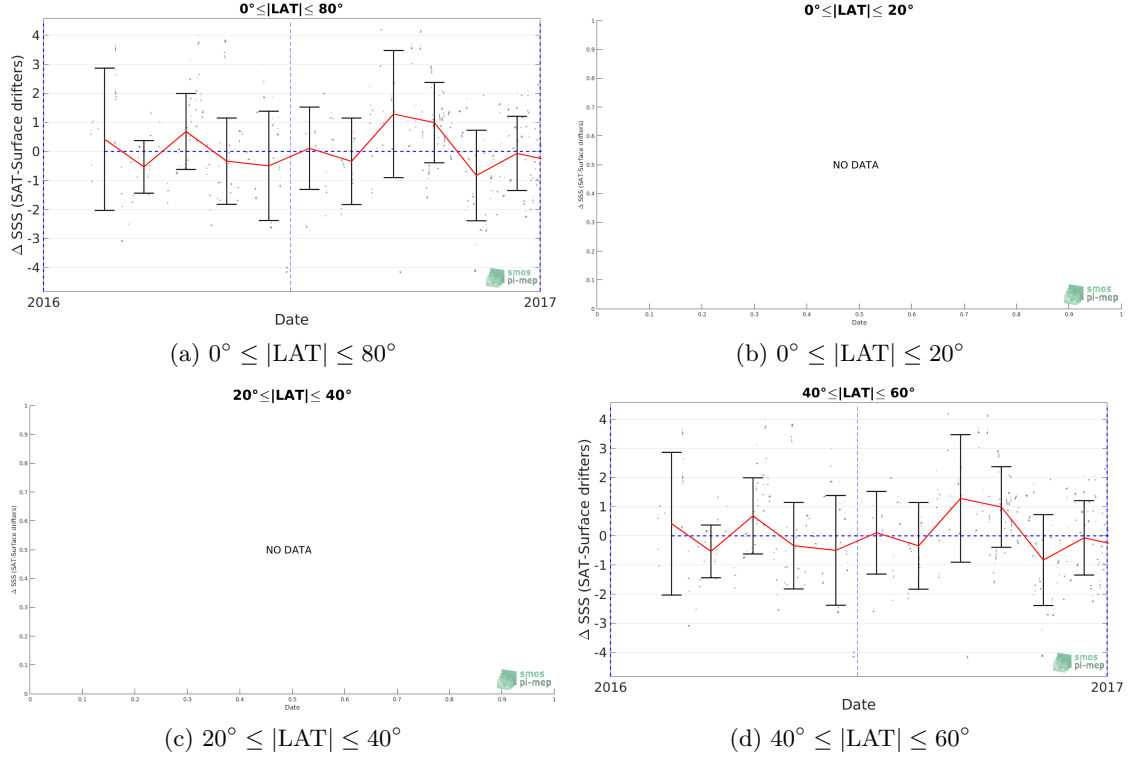 0°≤|LAT|≤ 80°
4
3
2
1
0
-1
-2
-3
-4
Δ SSS (SAT-Surface drifters)
2016
2017
Date
smos
pi-mep
(a) 0° ≤ |LAT| ≤ 80°
0°≤|LAT|≤ 20°
1
0.9
0.8
0.7
0.6
0.5
0.4
0.3
0.2
0.1
0
Δ SSS (SAT-Surface drifters)
NO DATA
0 0.1 0.2 0.3 0.4 0.5 0.6 0.7 0.8 0.9 1
Date
smos
pi-mep
(b) 0° ≤ |LAT| ≤ 20°
20°≤|LAT|≤ 40°
1
0.9
0.8
0.7
0.6
0.5
0.4
0.3
0.2
0.1
0
Δ SSS (SAT-Surface drifters)
NO DATA
0 0.1 0.2 0.3 0.4 0.5 0.6 0.7 0.8 0.9 1
Date
smos
pi-mep
(c) 20° ≤ |LAT| ≤ 40°
40°≤|LAT|≤ 60°
4
3
2
1
0
-1
-2
-3
-4
Δ SSS (SAT-Surface drifters)
2016
2017
Date
smos
pi-mep
(d) 40° ≤ |LAT| ≤ 60°